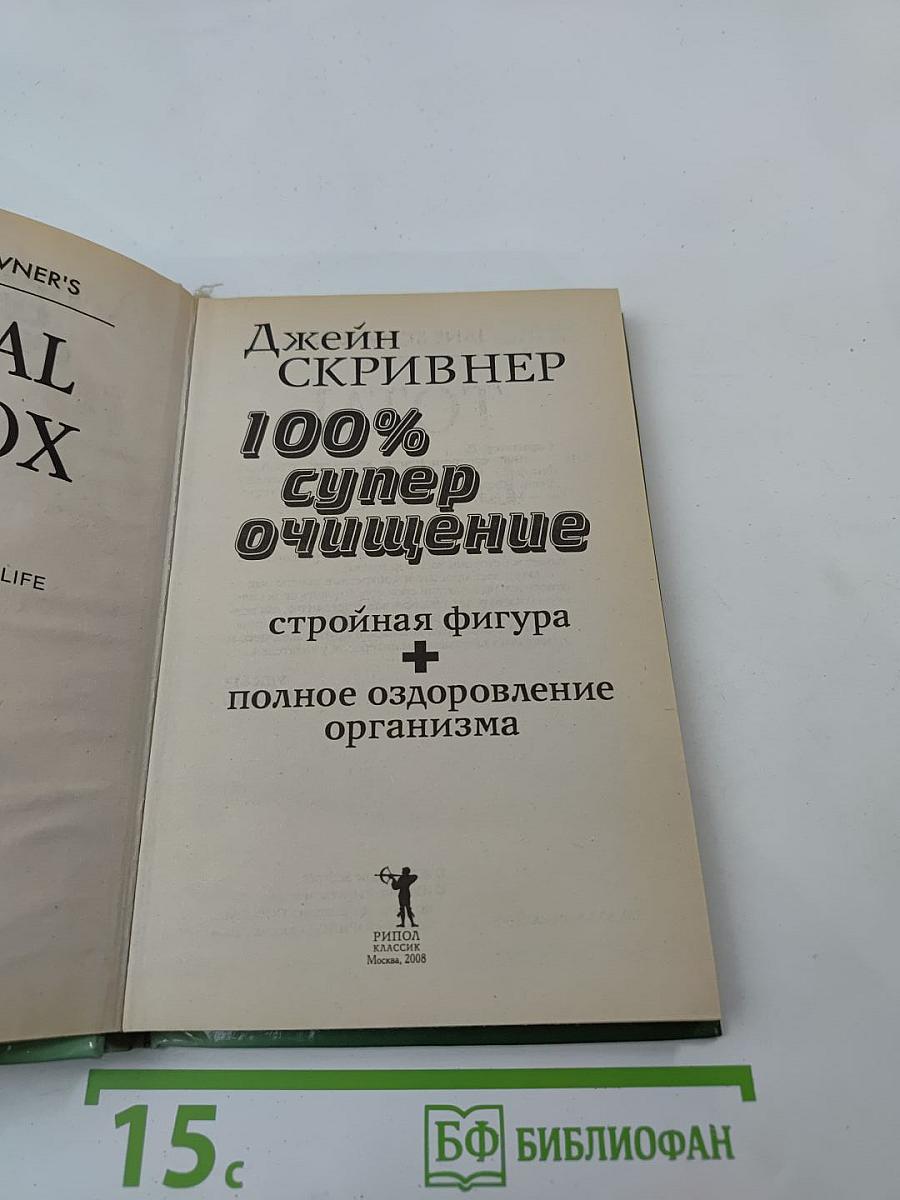 VNER'S
AL
OX
LIFE
Джейн
СКРИВНЕР
100%
супер
очищение
стройная фигура
+
полное оздоровление
организма
РИПОЛ
КЛАССИК
Москва, 2008
15 с
БФ БИБЛИОФАН